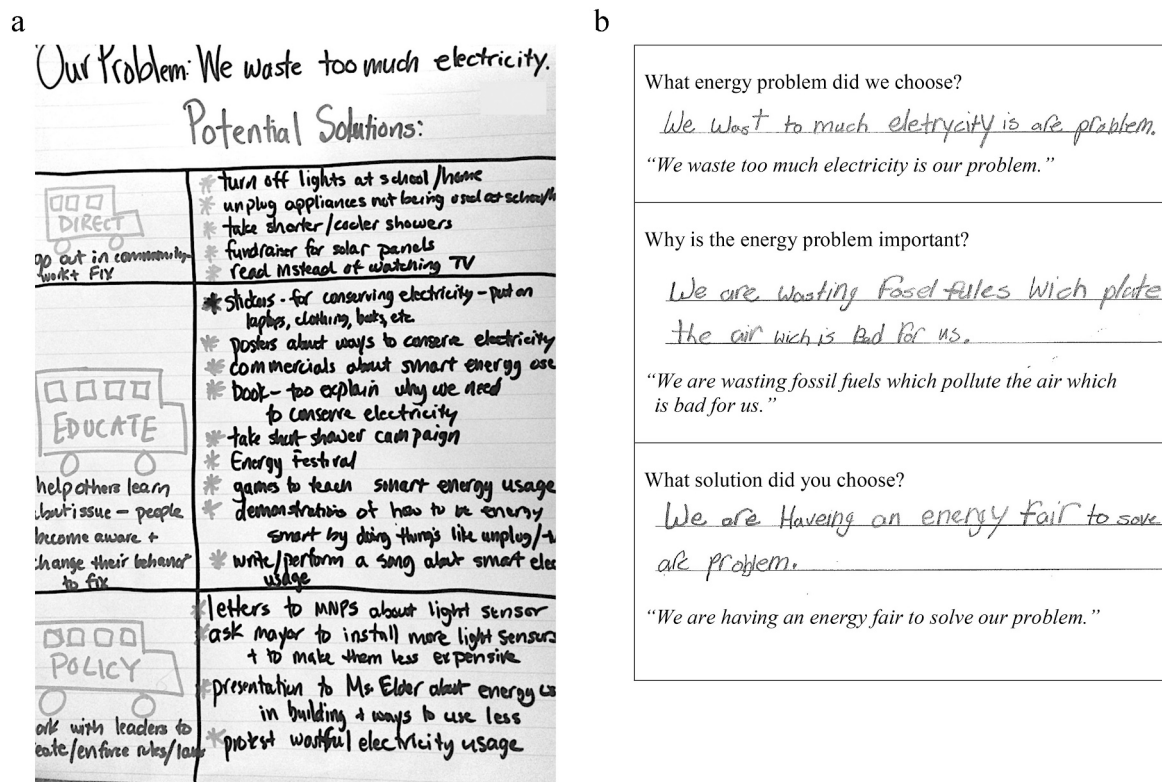 a
b
Our Problem: We waste too much electricity.
Potential Solutions:
DIRECT
go out in community-
work + Fix
* turn off lights at school/home
* unplug appliances not being used at school/h
* take shorter/cooler showers
* fundraiser for solar panels
* read instead of watching TV
EDUCATE
help others learn
about issue - people
become aware +
change their behavior
to fix
* stickers - for conserving electricity - put on
laptops, clothing, boots, etc
* posters about ways to conserve electricity
* commercials about smart energy use
* book - too explain why we need
to conserve electricity
* take short shower campaign
* Energy Festival
* games to teach smart energy usage
* demonstrations of how to be energy
smart by doing things like unplug/
* write/perform a song about smart elec
usage
POLICY
ork with leaders to
eate/enforce rules/laws
* letters to MNPS about light sensor
* ask mayor to install more light sensors
+ to make them less expensive
* presentation to Ms. Elder about energy us
in building + ways to use less
* protest wastful electricity usage
What energy problem did we choose?
We wast to much eletrycity is are problem.
“We waste too much electricity is our problem.”
Why is the energy problem important?
We are wasting Fosel fules wich plate
the air wich is Bad for us.
“We are wasting fossil fuels which pollute the air which
is bad for us.”
What solution did you choose?
We are Haveing an energy fair to sove
are problem.
“We are having an energy fair to solve our problem.”